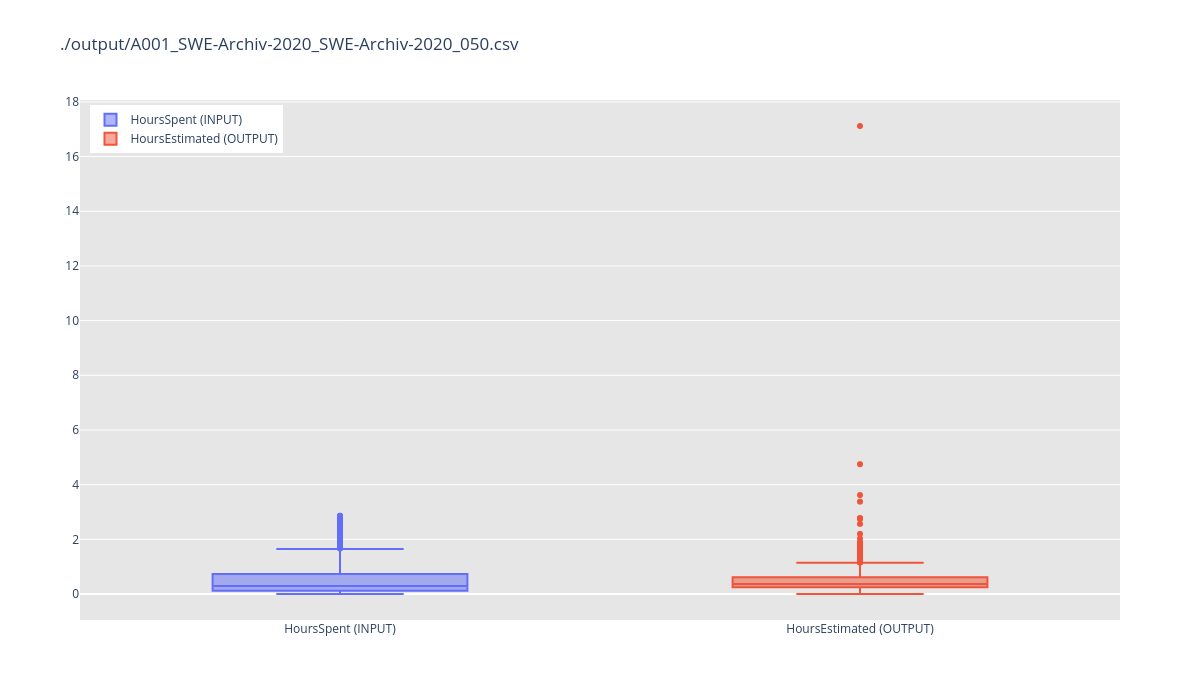 ./output/A001_SWE-Archiv-2020_SWE-Archiv-2020_050.csv
HoursSpent (INPUT)
HoursEstimated (OUTPUT)
18
16
14
12
10
8
6
4
2
0
HoursSpent (INPUT)
HoursEstimated (OUTPUT)